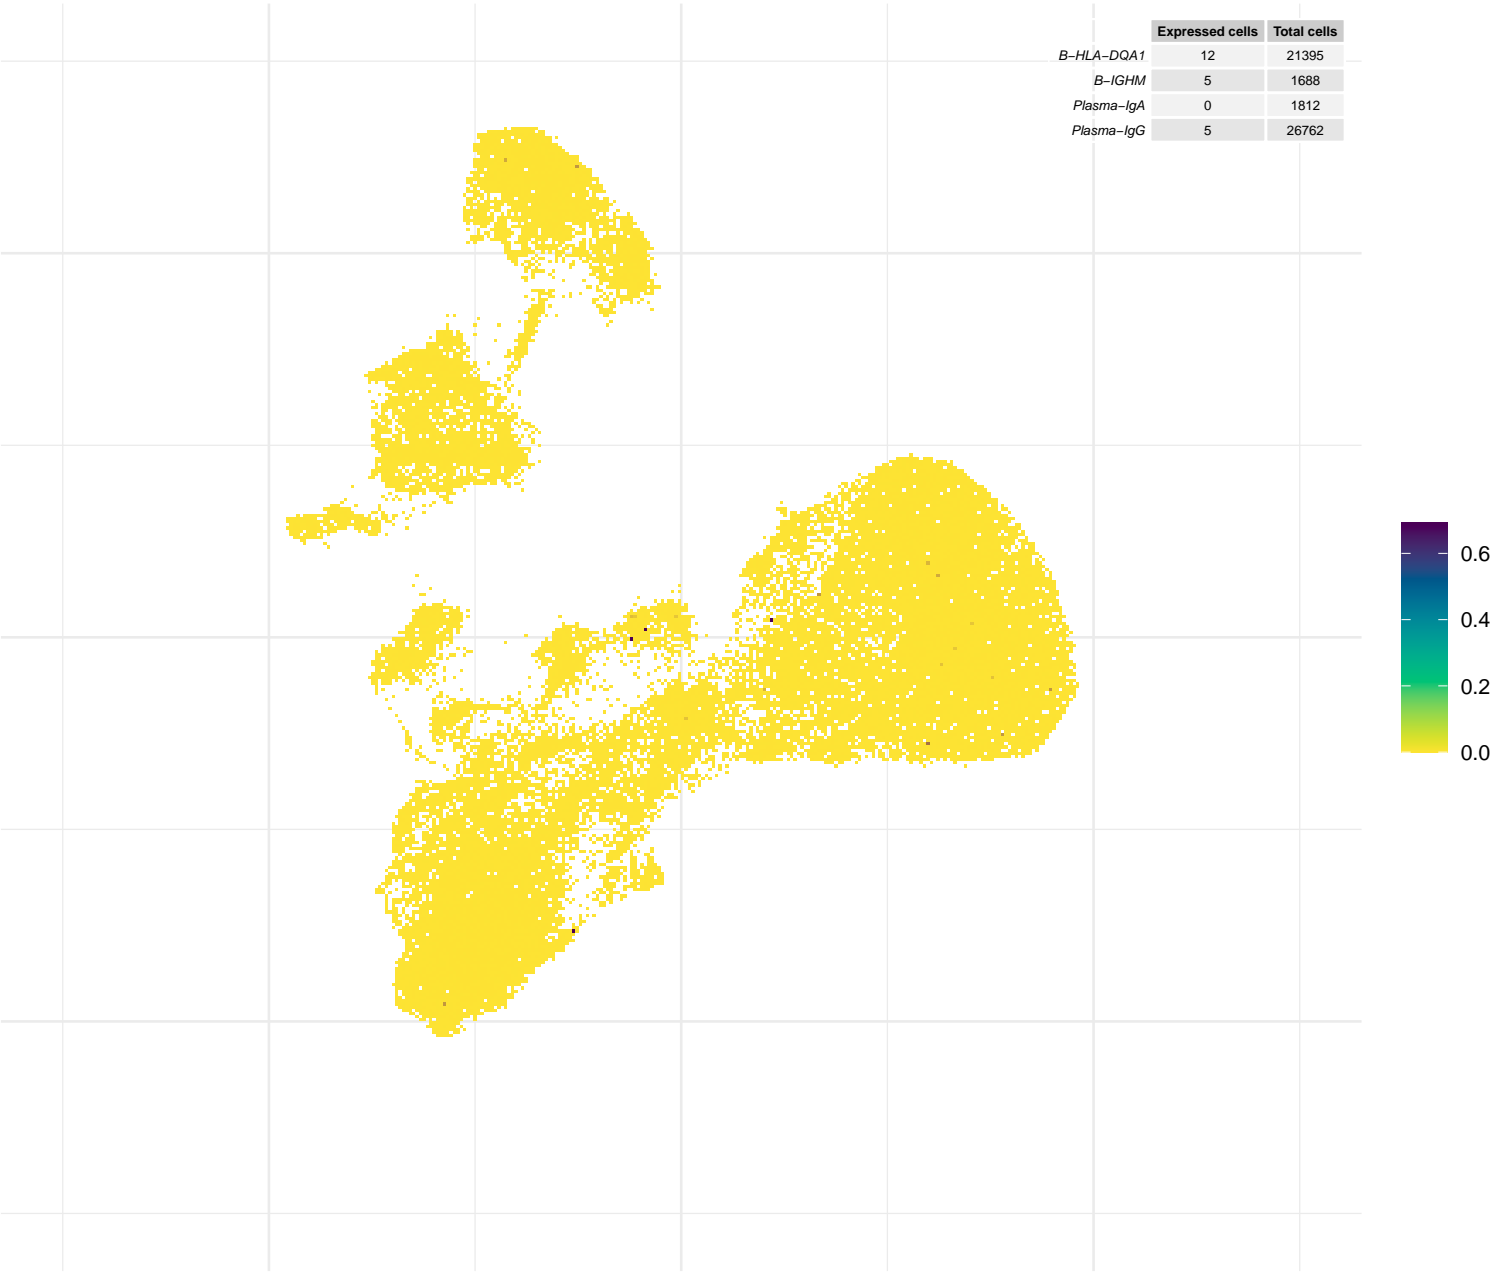 Expressed cells Total cells
B−HLA−DQA1 12 21395
B−IGHM 5 1688
Plasma−IgA 0 1812
Plasma−IgG 5 26762
0.6
0.4
0.2
0.0